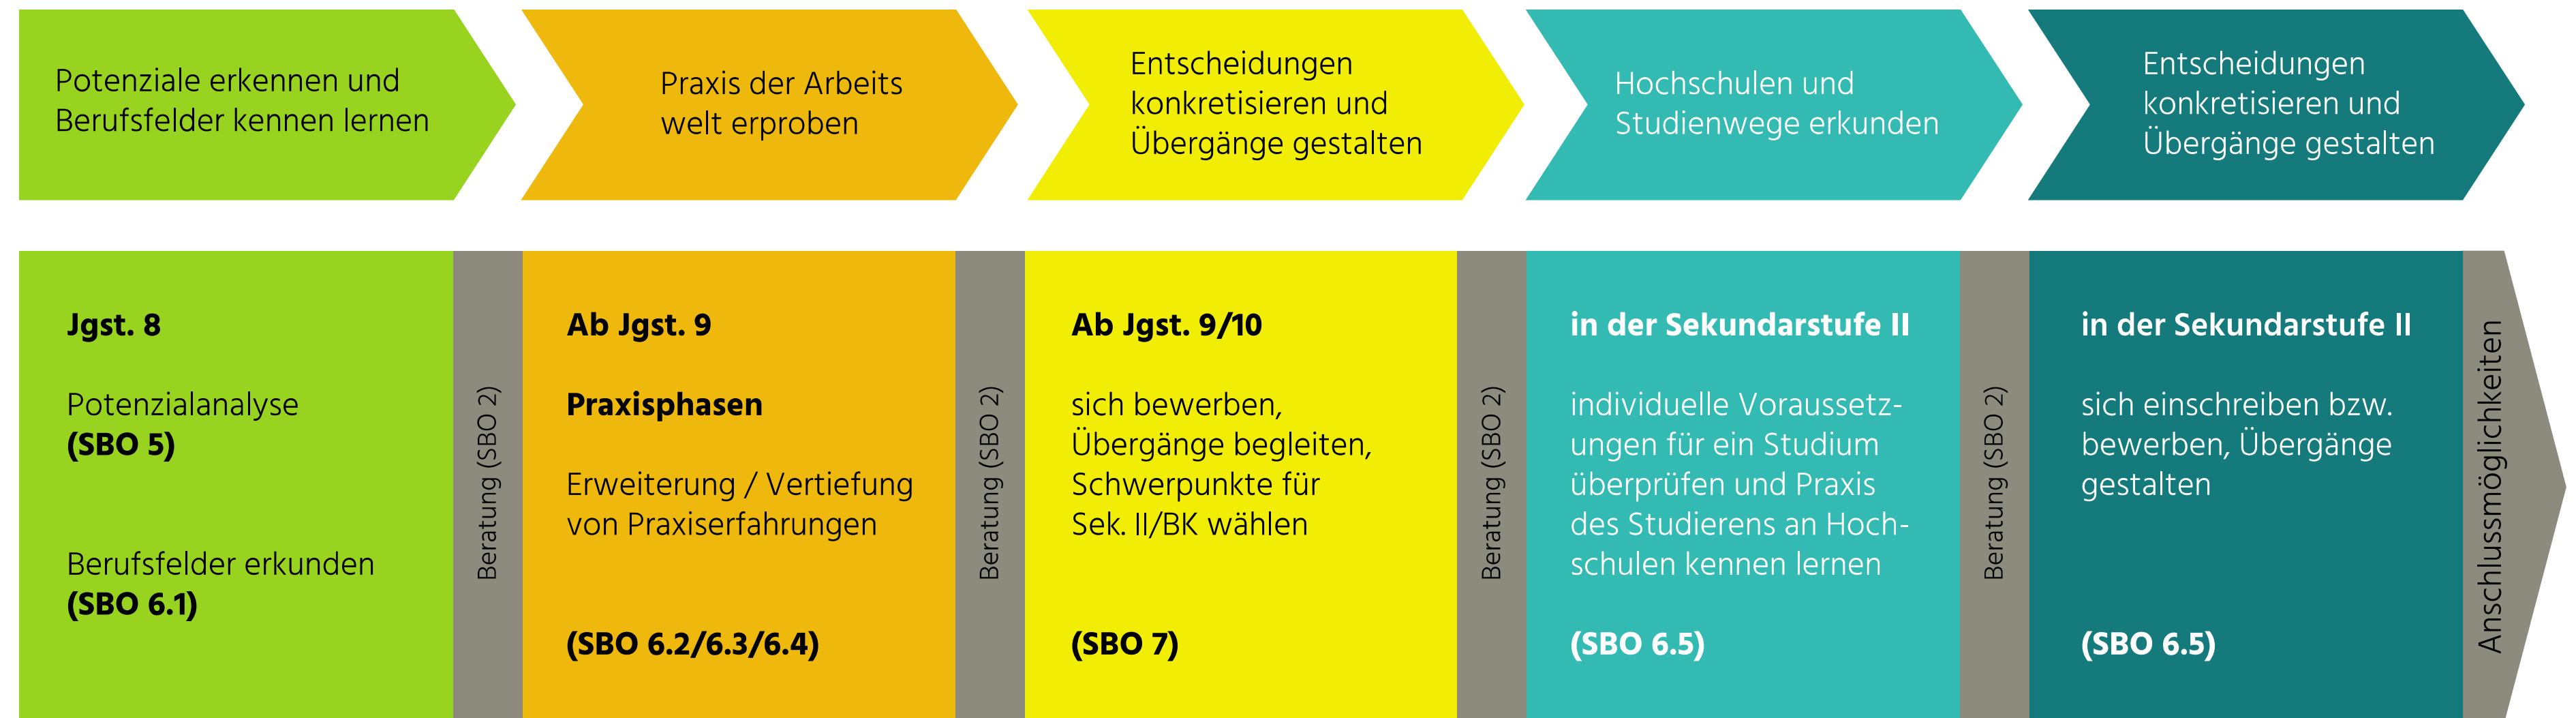 Potenziale erkennen und
Berufsfelder kennen lernen
Praxis der Arbeits
welt erproben
Entscheidungen
konkretisieren und
Übergänge gestalten
Hochschulen und
Studienwege erkunden
Entscheidungen
konkretisieren und
Übergänge gestalten
Jgst. 8
Potenzialanalyse
(SBO 5)
Berufsfelder erkunden
(SBO 6.1)
Beratung (SBO 2)
Ab Jgst. 9
Praxisphasen
Erweiterung / Vertiefung
von Praxiserfahrungen
(SBO 6.2/6.3/6.4)
Beratung (SBO 2)
Ab Jgst. 9/10
sich bewerben,
Übergänge begleiten,
Schwerpunkte für
Sek. II/BK wählen
(SBO 7)
Beratung (SBO 2)
in der Sekundarstufe II
individuelle Voraussetz-
ungen für ein Studium
überprüfen und Praxis
des Studierens an Hoch-
schulen kennen lernen
(SBO 6.5)
Beratung (SBO 2)
in der Sekundarstufe II
sich einschreiben bzw.
bewerben, Übergänge
gestalten
(SBO 6.5)
Anschlussmöglichkeiten